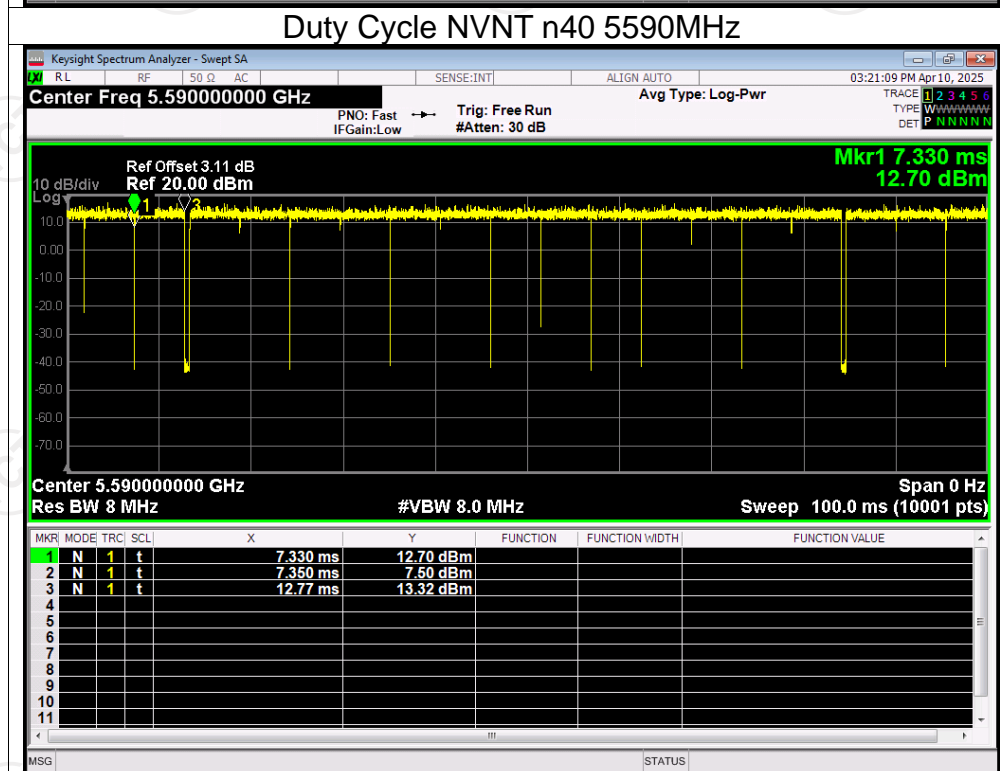 Duty Cycle NVNT n40 5590MHz
Keysight Spectrum Analyzer - Swept SA
LXI RL RF 50 Ω AC SENSE:INT ALIGN AUTO 03:21:09 PM Apr 10, 2025
Center Freq 5.590000000 GHz
PNO: Fast
IFGain:Low
Trig: Free Run
#Atten: 30 dB
Avg Type: Log-Pwr
TRACE 1 2 3 4 5 6
TYPE WWWWWW
DET P N N N N N
Mkr1 7.330 ms
12.70 dBm
Ref Offset 3.11 dB
10 dB/div Ref 20.00 dBm
Log
1
3
10.0
0.00
-10.0
-20.0
-30.0
-40.0
-50.0
-60.0
-70.0
Center 5.590000000 GHz Span 0 Hz
Res BW 8 MHz #VBW 8.0 MHz Sweep 100.0 ms (10001 pts)
MKR MODE TRC SCL X Y FUNCTION FUNCTION WIDTH FUNCTION VALUE
1 N 1 t 7.330 ms 12.70 dBm
2 N 1 t 7.350 ms 7.50 dBm
3 N 1 t 12.77 ms 13.32 dBm
4
5
6
7
8
9
10
11
MSG STATUS